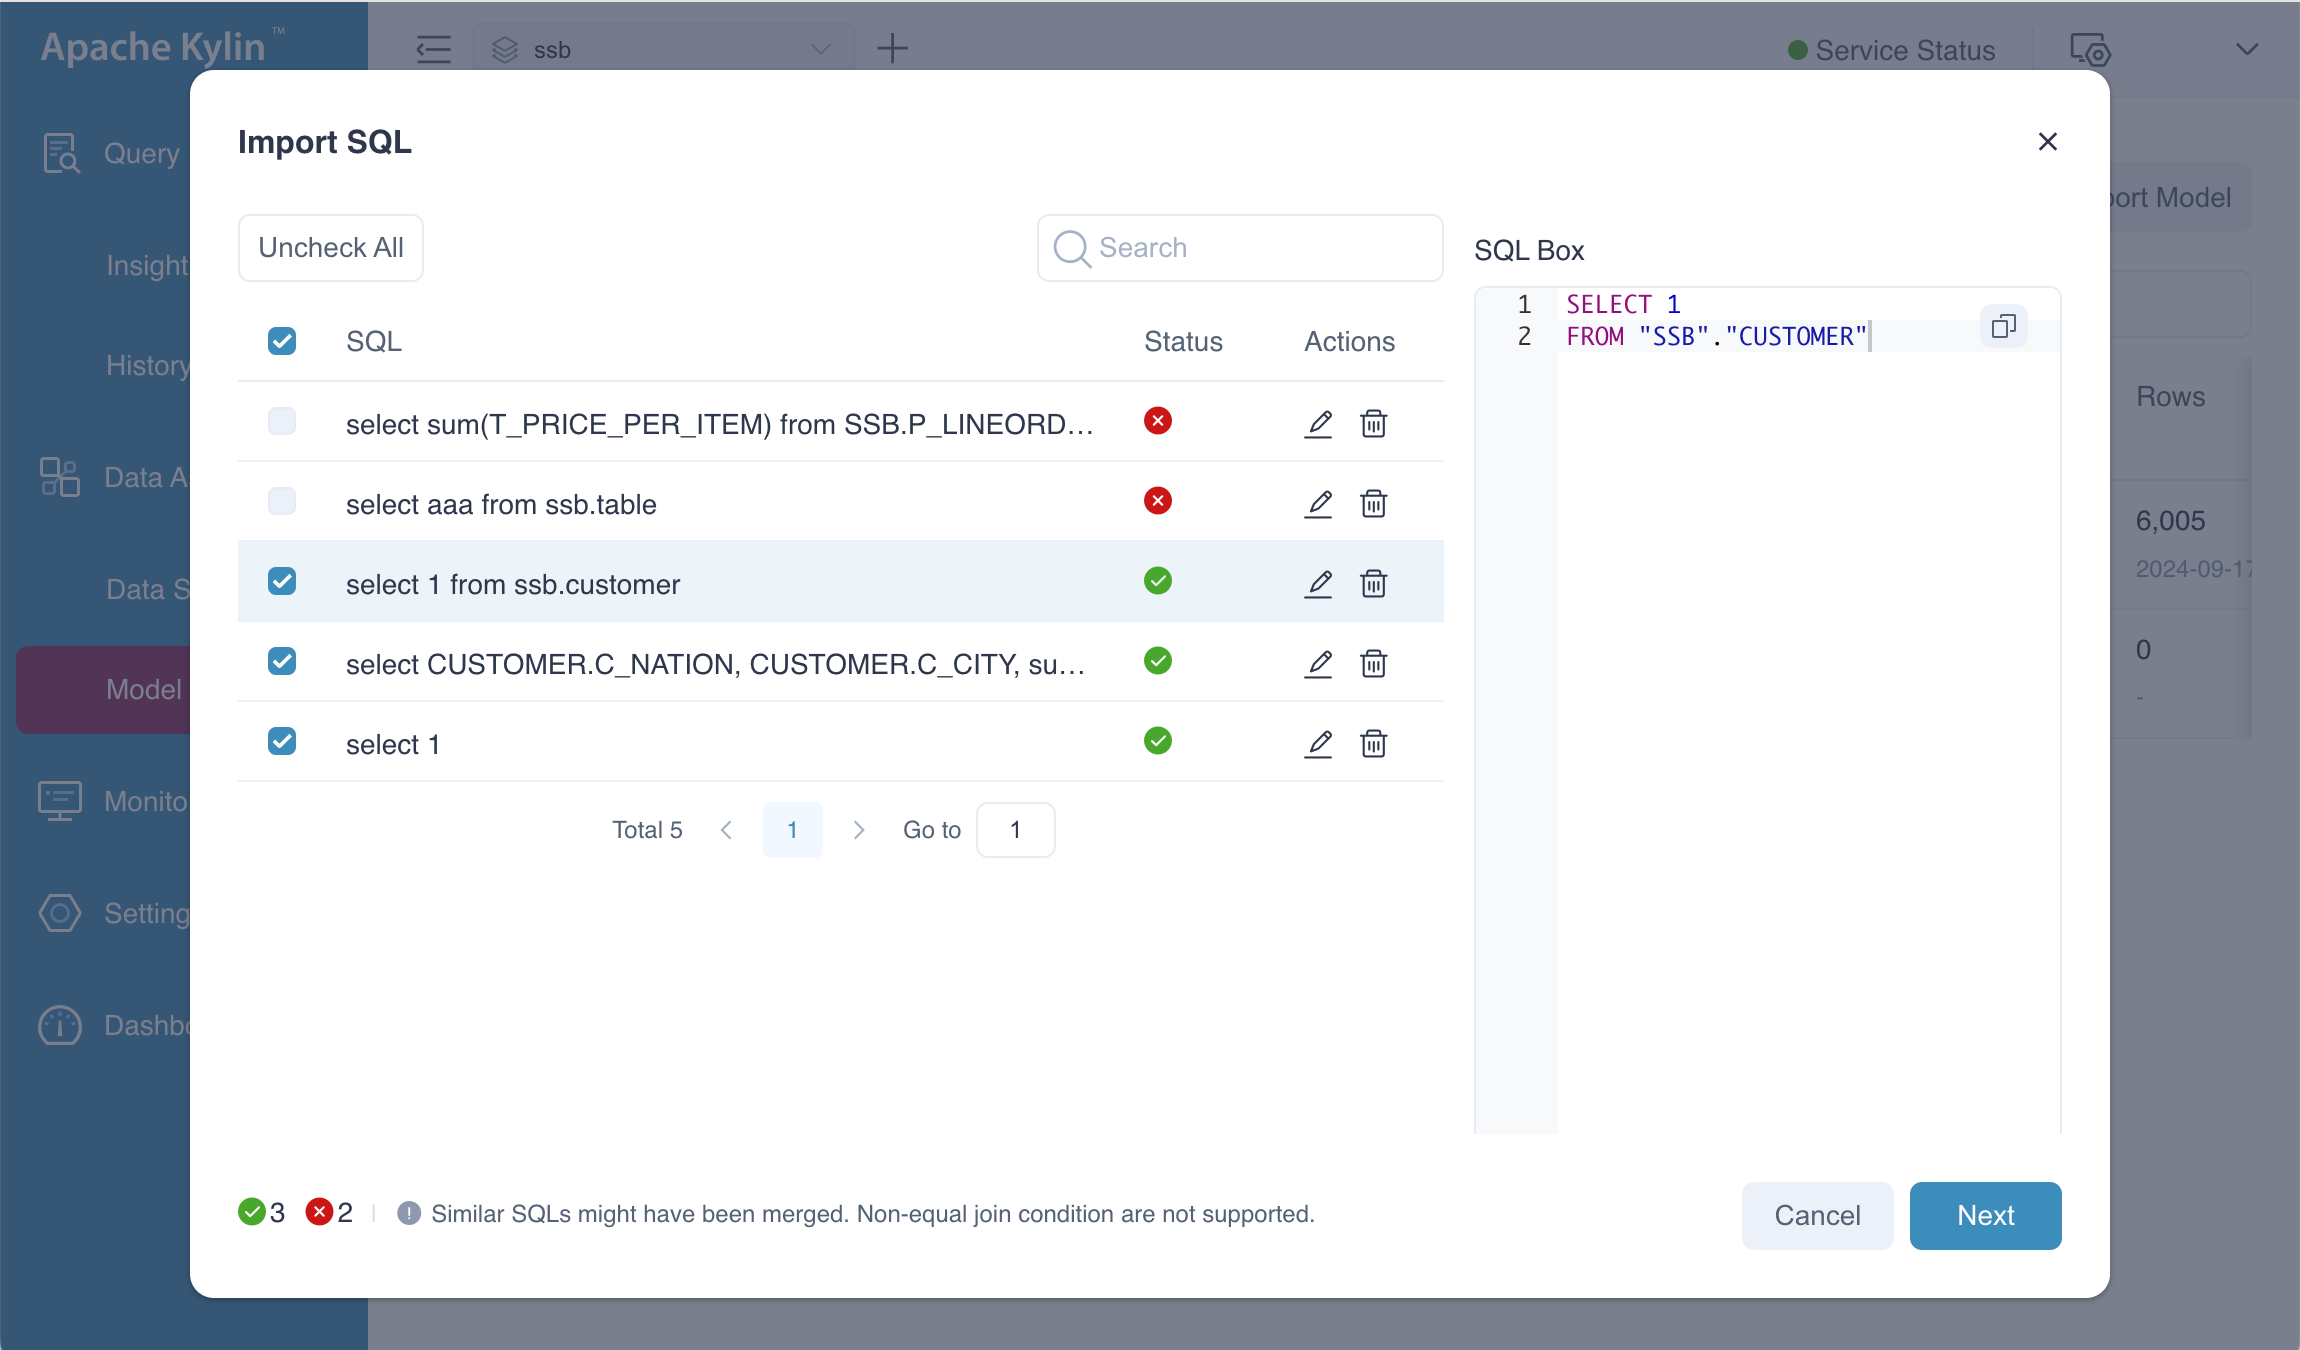 Apache Kylin™
ssb
Service Status
Query
Insight
History
Data A
Data S
Model
Monito
Setting
Dashbo
port Model
Rows
6,005
2024-09-17
0
-
Import SQL
Uncheck All
Search
SQL
Status
Actions
select sum(T_PRICE_PER_ITEM) from SSB.P_LINEORD...
select aaa from ssb.table
select 1 from ssb.customer
select CUSTOMER.C_NATION, CUSTOMER.C_CITY, su...
select 1
Total 5
1
Go to
1
SQL Box
1 SELECT 1
2 FROM "SSB"."CUSTOMER"
3
2
Similar SQLs might have been merged. Non-equal join condition are not supported.
Cancel
Next